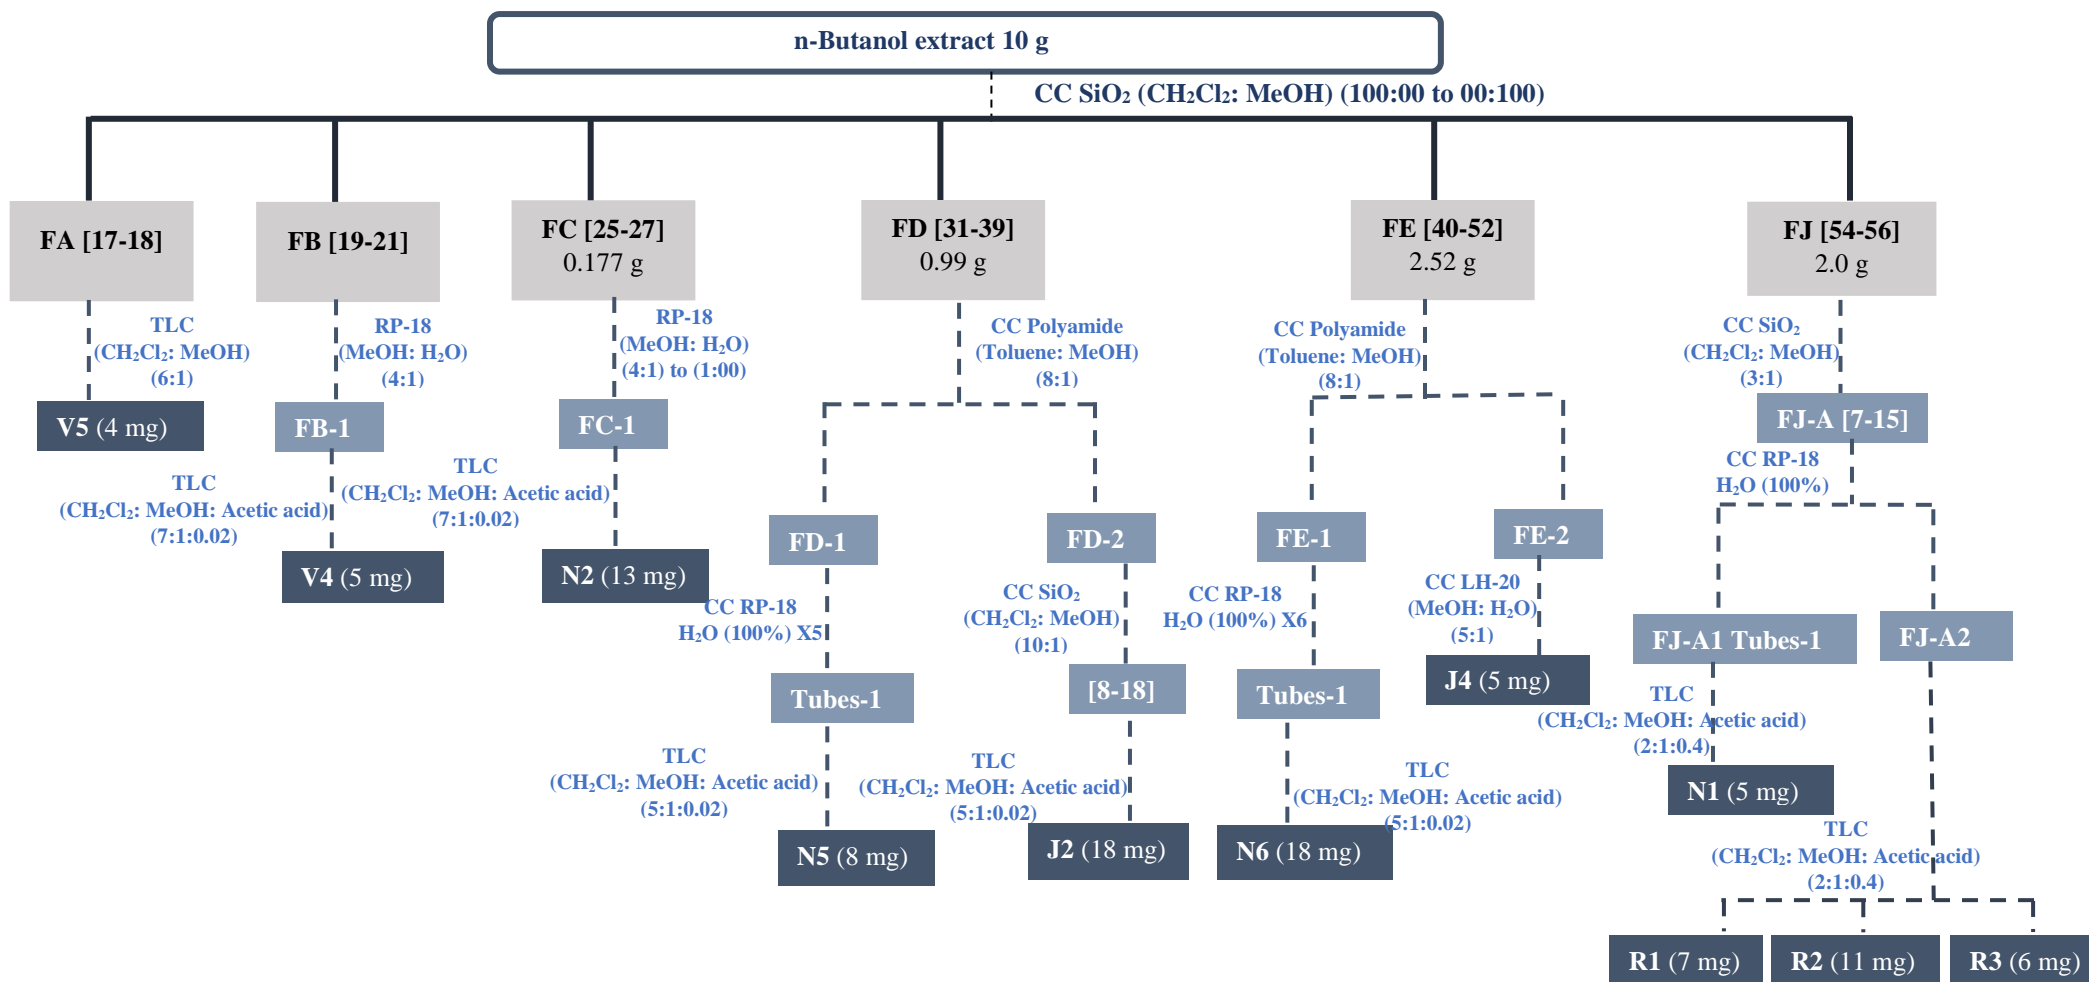 n-Butanol extract 10 g
CC SiO₂ (CH₂Cl₂: MeOH) (100:00 to 00:100)
FA [17-18]
FB [19-21]
FC [25-27]
0.177 g
FD [31-39]
0.99 g
FE [40-52]
2.52 g
FJ [54-56]
2.0 g
TLC
(CH₂Cl₂: MeOH)
(6:1)
RP-18
(MeOH: H₂O)
(4:1)
RP-18
(MeOH: H₂O)
(4:1) to (1:00)
CC Polyamide
(Toluene: MeOH)
(8:1)
CC Polyamide
(Toluene: MeOH)
(8:1)
CC SiO₂
(CH₂Cl₂: MeOH)
(3:1)
V5 (4 mg)
FB-1
FC-1
FJ-A [7-15]
TLC
(CH₂Cl₂: MeOH: Acetic acid)
(7:1:0.02)
TLC
(CH₂Cl₂: MeOH: Acetic acid)
(7:1:0.02)
CC RP-18
H₂O (100%)
V4 (5 mg)
N2 (13 mg)
FD-1
FD-2
FE-1
FE-2
CC RP-18
H₂O (100%) X5
CC SiO₂
(CH₂Cl₂: MeOH)
(10:1)
CC RP-18
H₂O (100%) X6
CC LH-20
(MeOH: H₂O)
(5:1)
FJ-A1 Tubes-1
FJ-A2
Tubes-1
[8-18]
Tubes-1
J4 (5 mg)
TLC
(CH₂Cl₂: MeOH: Acetic acid)
(2:1:0.4)
TLC
(CH₂Cl₂: MeOH: Acetic acid)
(5:1:0.02)
TLC
(CH₂Cl₂: MeOH: Acetic acid)
(5:1:0.02)
TLC
(CH₂Cl₂: MeOH: Acetic acid)
(5:1:0.02)
N1 (5 mg)
N5 (8 mg)
J2 (18 mg)
N6 (18 mg)
TLC
(CH₂Cl₂: MeOH: Acetic acid)
(2:1:0.4)
R1 (7 mg)
R2 (11 mg)
R3 (6 mg)